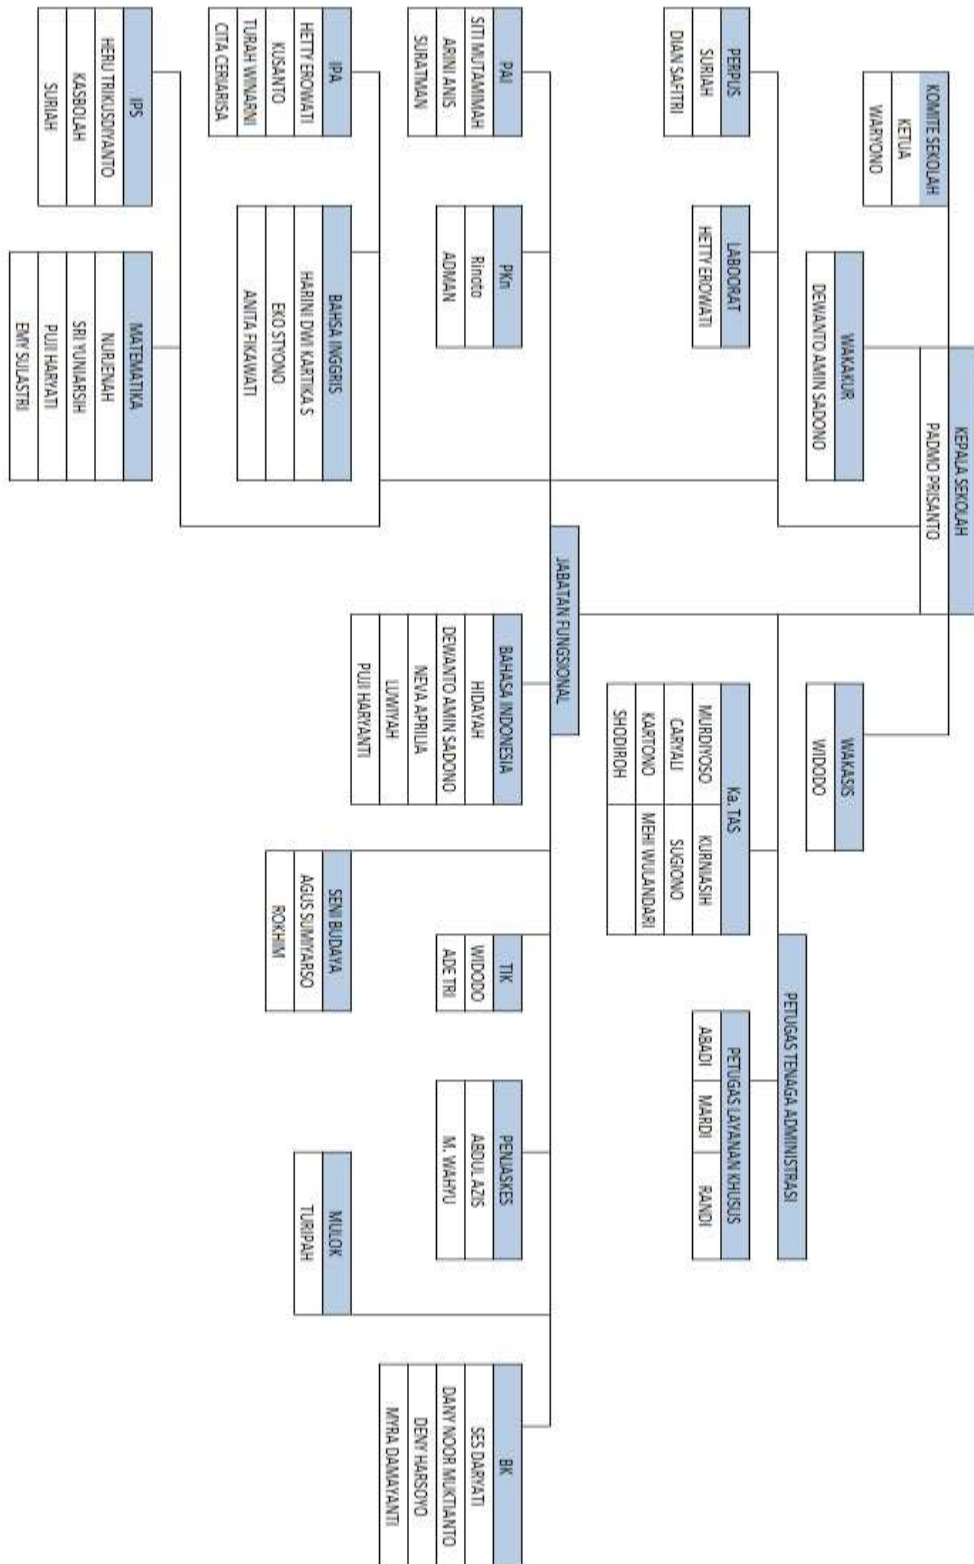 KEPALA SEKOLAH
PADMO PRISANTO
KOMITE SEKOLAH
KETUA
WARYONO
WAKAKUR
DEWANTO AMIN SADONO
WAKASIS
WIDODO
PETUGAS TENAGA ADMINISTRASI
PERPUS
SURIAH
DIAN SAFITRI
LABOORAT
HETTY EROWATI
Ka. TAS
MURDIYOSO KURNIASIH
CARYALI SUGIONO
KARTONO MEHI WULANDARI
SHODIROH
PETUGAS LAYANAN KHUSUS
ABADI MARDI RANDI
JABATAN FUNGSIONAL
PAI
SITI MUTAMIMAH
ARINI ANIS
SURATMAN
PKn
Rinoto
ADMAN
BAHASA INDONESIA
HIDAYAH
DEWANTO AMIN SADONO
NEVA APRILIA
LUWIYAH
PUJI HARYANTI
TIK
WIDODO
ADE TRI
PENJASKES
ABDUL AZIS
M. WAHYU
BK
SES DARYATI
DANY NOOR MUKTIANTO
DENY HARSOYO
MYRA DAMAYANTI
IPA
HETTY EROWATI
KUSANTO
TURAH WINARNI
CITA CERIARISA
BAHSA INGGRIS
HARINI DWI KARTIKA S
EKO STYONO
ANITA FIKAWATI
SENI BUDAYA
AGUS SUMIYARSO
ROKHIM
MULOK
TURIPAH
IPS
HERU TRIKUSDIYANTO
KASBOLAH
SURIAH
MATEMATIKA
NURJENAH
SRI YUNIARSIH
PUJI HARYATI
EMY SULASTRI